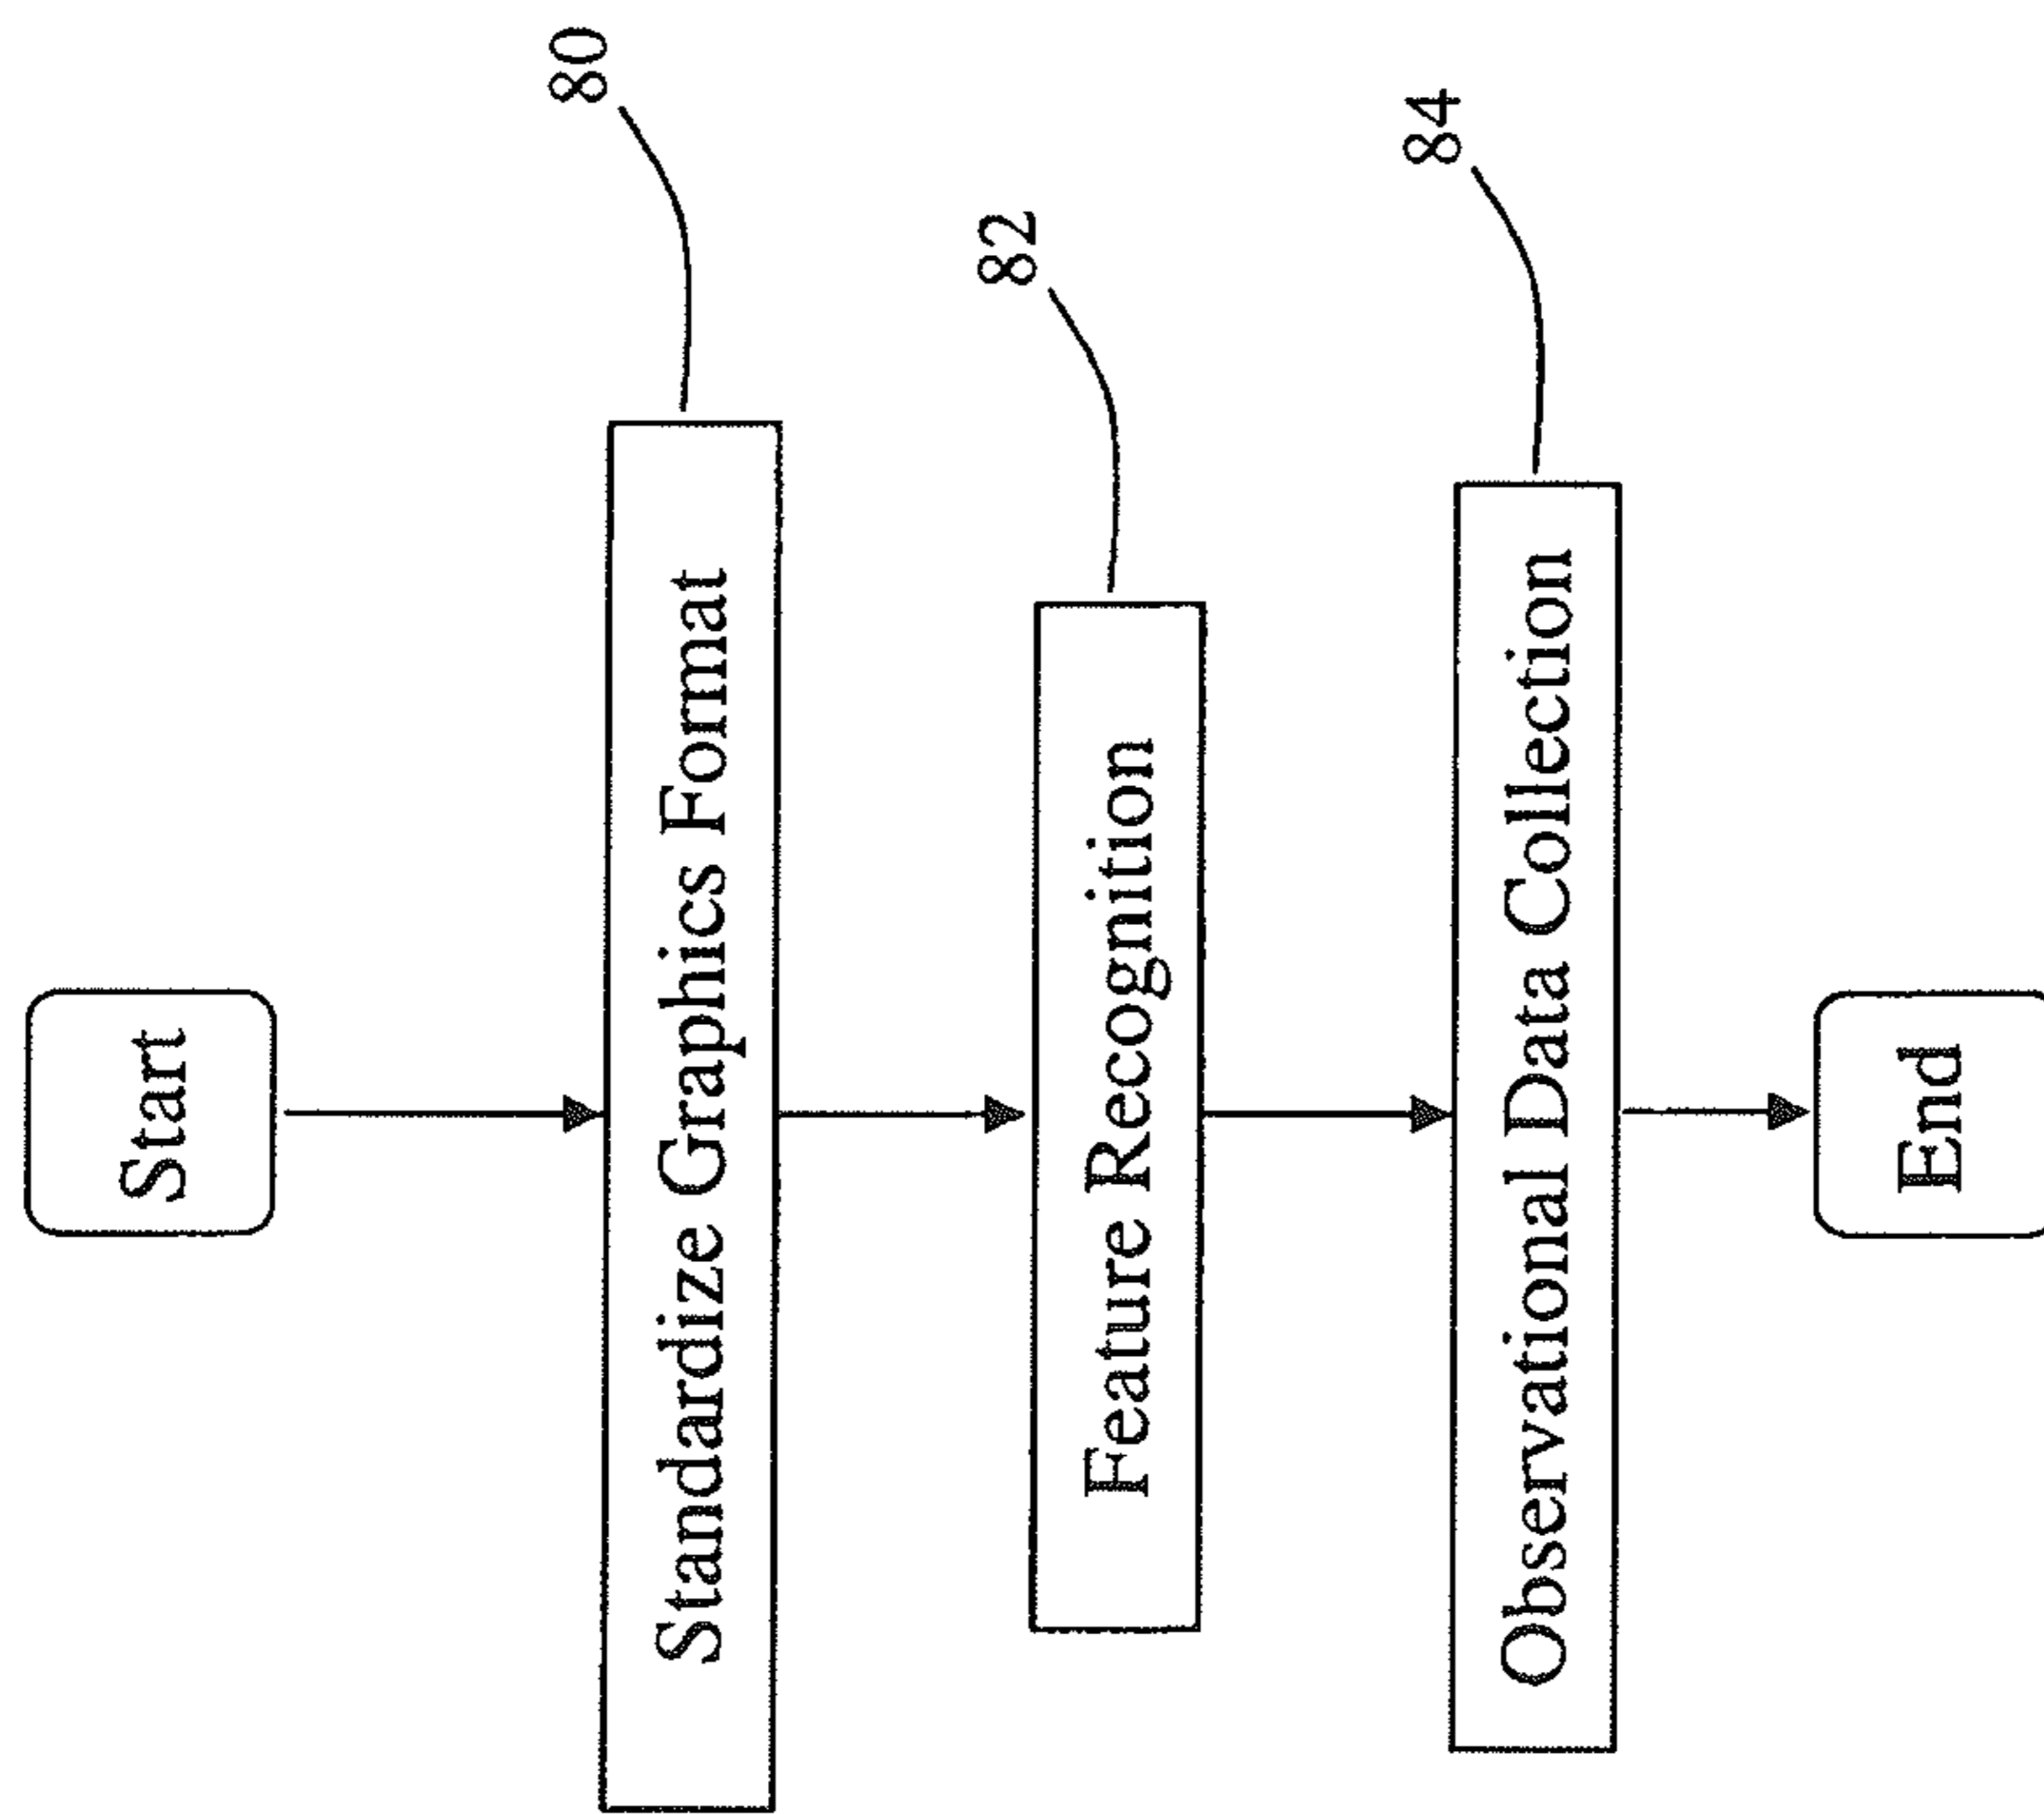 Start
80
Standardize Graphics Format
82
Feature Recognition
84
Observational Data Collection
End